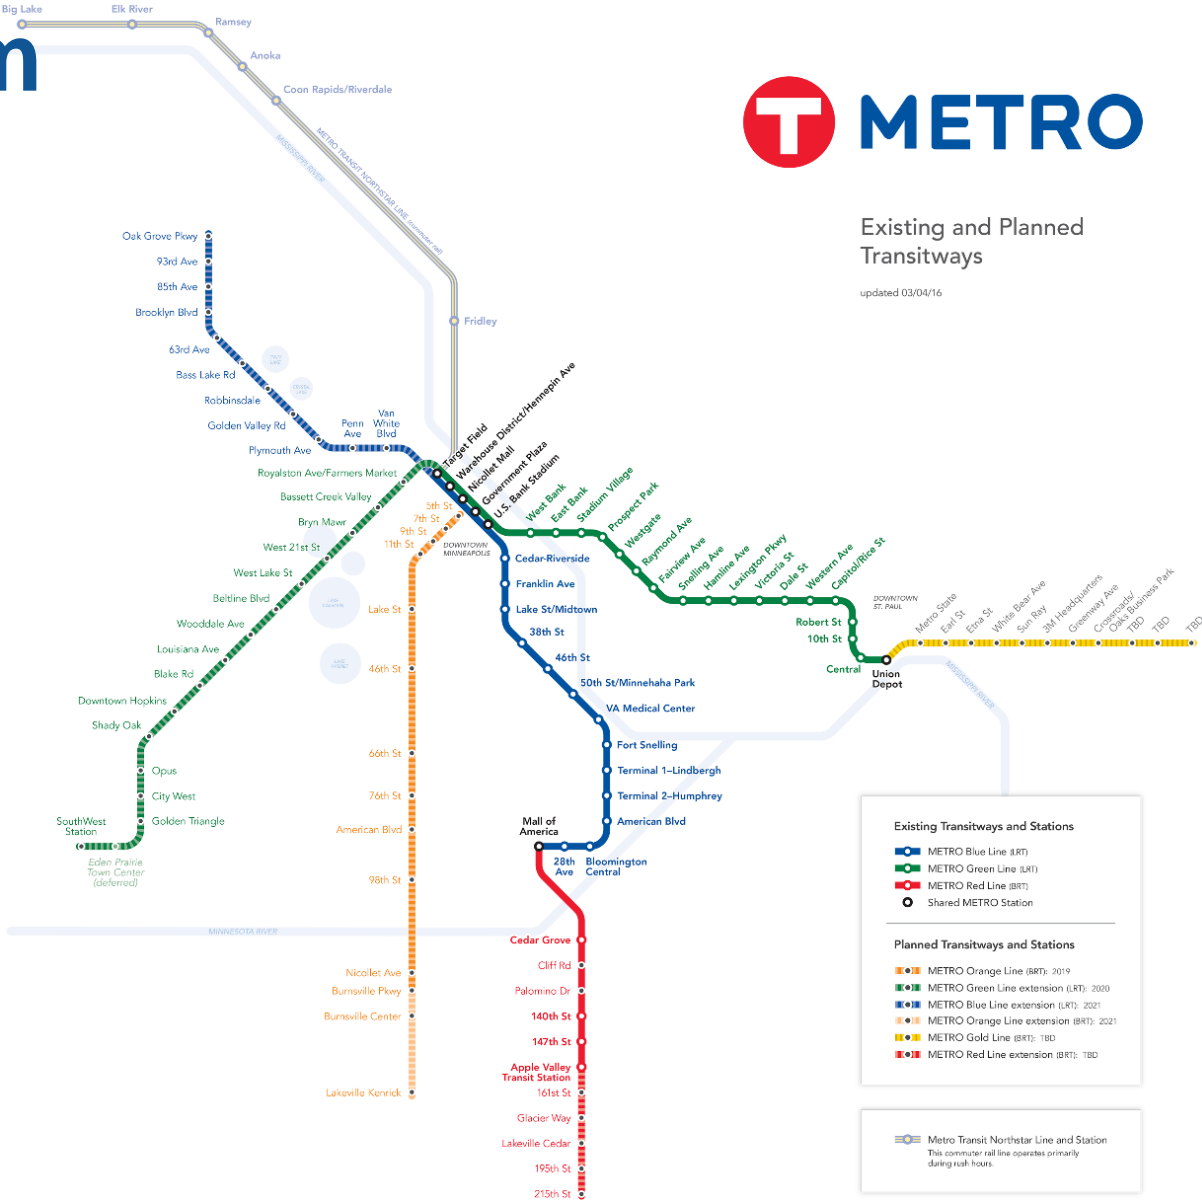 Big Lake
Elk River
Ramsey
m
Anoka
Coon Rapids/Riverdale
MISSISSIPPI RIVER
METRO TRANSIT NORTHSTAR LINE (commuter rail)
T METRO
Existing and Planned
Transitways
updated 03/04/16
Oak Grove Pkwy
93rd Ave
85th Ave
Brooklyn Blvd
63rd Ave
Bass Lake Rd
Robbinsdale
Golden Valley Rd
Plymouth Ave
Penn
Ave
Van
White
Blvd
Fridley
Target Field
Warehouse District/Hennepin Ave
Nicollet Mall
Government Plaza
U.S. Bank Stadium
Royalston Ave/Farmers Market
Bassett Creek Valley
Bryn Mawr
West 21st St
West Lake St
Beltline Blvd
Wooddale Ave
Louisiana Ave
Blake Rd
Downtown Hopkins
Shady Oak
Opus
City West
Golden Triangle
SouthWest
Station
Eden Prairie
Town Center
(deferred)
5th St
7th St
9th St
11th St
DOWNTOWN
MINNEAPOLIS
Lake St
46th St
66th St
76th St
American Blvd
98th St
Nicollet Ave
Burnsville Pkwy
Burnsville Center
Lakeville Kenrick
MINNESOTA RIVER
West Bank
East Bank
Stadium Village
Prospect Park
Westgate
Raymond Ave
Fairview Ave
Snelling Ave
Hamline Ave
Lexington Pkwy
Victoria St
Dale St
Western Ave
Capitol/Rice St
Robert St
10th St
Central
DOWNTOWN
ST. PAUL
Union
Depot
Metro State
Earl St
Etna St
White Bear Ave
Sun Ray
3M Headquarters
Greenway Ave
Crossroads/
Oaks Business Park
TBD
TBD
TBD
MISSISSIPPI RIVER
Cedar-Riverside
Franklin Ave
Lake St/Midtown
38th St
46th St
50th St/Minnehaha Park
VA Medical Center
Fort Snelling
Terminal 1–Lindbergh
Terminal 2–Humphrey
American Blvd
Bloomington
Central
28th
Ave
Mall of
America
Cedar Grove
Cliff Rd
Palomino Dr
140th St
147th St
Apple Valley
Transit Station
161st St
Glacier Way
Lakeville Cedar
195th St
215th St
Existing Transitways and Stations
METRO Blue Line (LRT)
METRO Green Line (LRT)
METRO Red Line (BRT)
Shared METRO Station
Planned Transitways and Stations
METRO Orange Line (BRT): 2019
METRO Green Line extension (LRT): 2020
METRO Blue Line extension (LRT): 2021
METRO Orange Line extension (BRT): 2021
METRO Gold Line (BRT): TBD
METRO Red Line extension (BRT): TBD
Metro Transit Northstar Line and Station
This commuter rail line operates primarily
during rush hours.